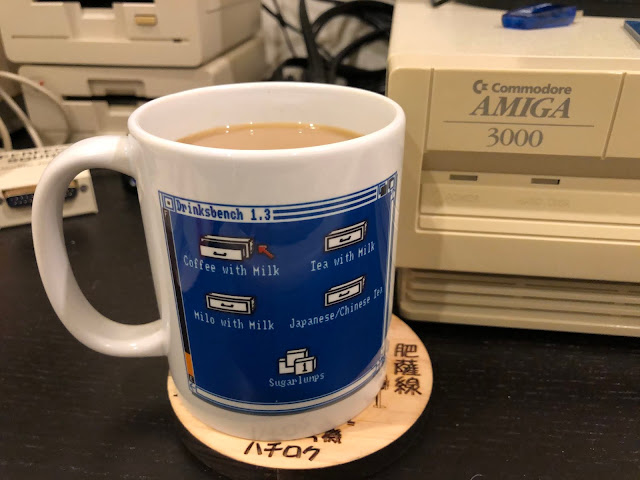 Commodore
AMIGA
3000
Drinksbench 1.3
Coffee with Milk
Tea with Milk
Milo with Milk
Japanese/Chinese Tea
1
Sugarlumps
肥薩線
ハチロク